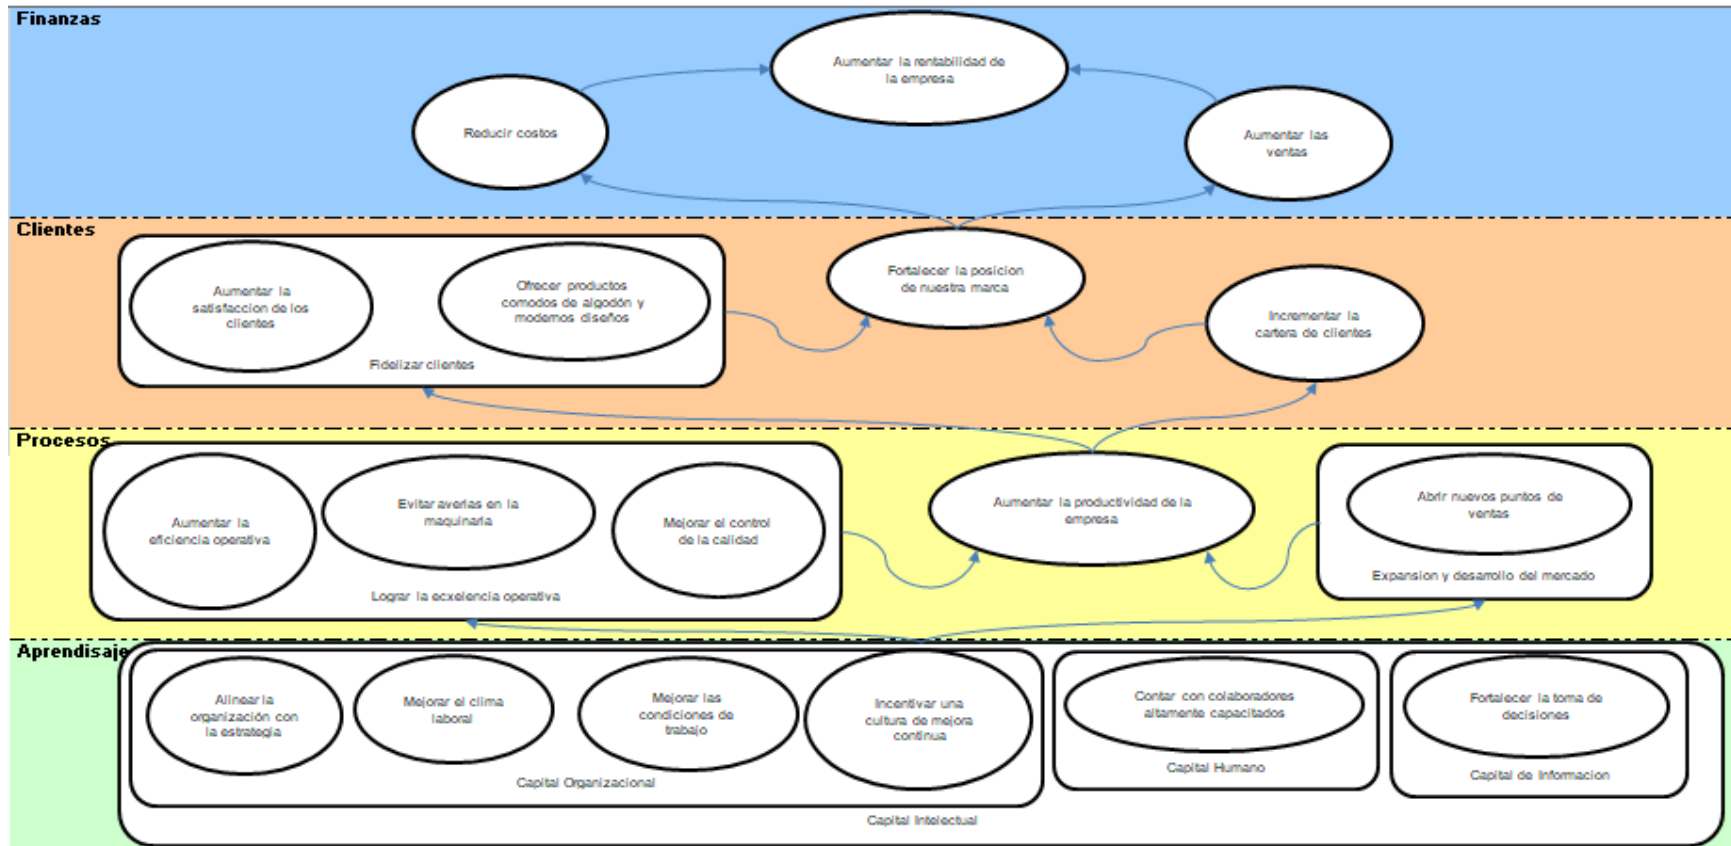 Finanzas
Aumentar la rentabilidad de
la empresa
Reducir costos
Aumentar las
ventas
Clientes
Aumentar la
satisfaccion de los
clientes
Ofrecer productos
comodos de algodón y
modernos diseños
Fidelizar clientes
Fortalecer la posicion
de nuestra marca
Incrementar la
cartera de clientes
Procesos
Aumentar la
eficiencia operativa
Evitar averias en la
maquinaria
Mejorar el control
de la calidad
Lograr la ecxelencia operativa
Aumentar la productividad de la
empresa
Abrir nuevos puntos de
ventas
Expansion y desarrollo del mercado
Aprendisaje
Alinear la
organización con
la estrategia
Mejorar el clima
laboral
Mejorar las
condiciones de
trabajo
Incentivar una
cultura de mejora
continua
Capital Organizacional
Contar con colaboradores
altamente capacitados
Capital Humano
Fortalecer la toma de
decisiones
Capital de Informacion
Capital Intelectual